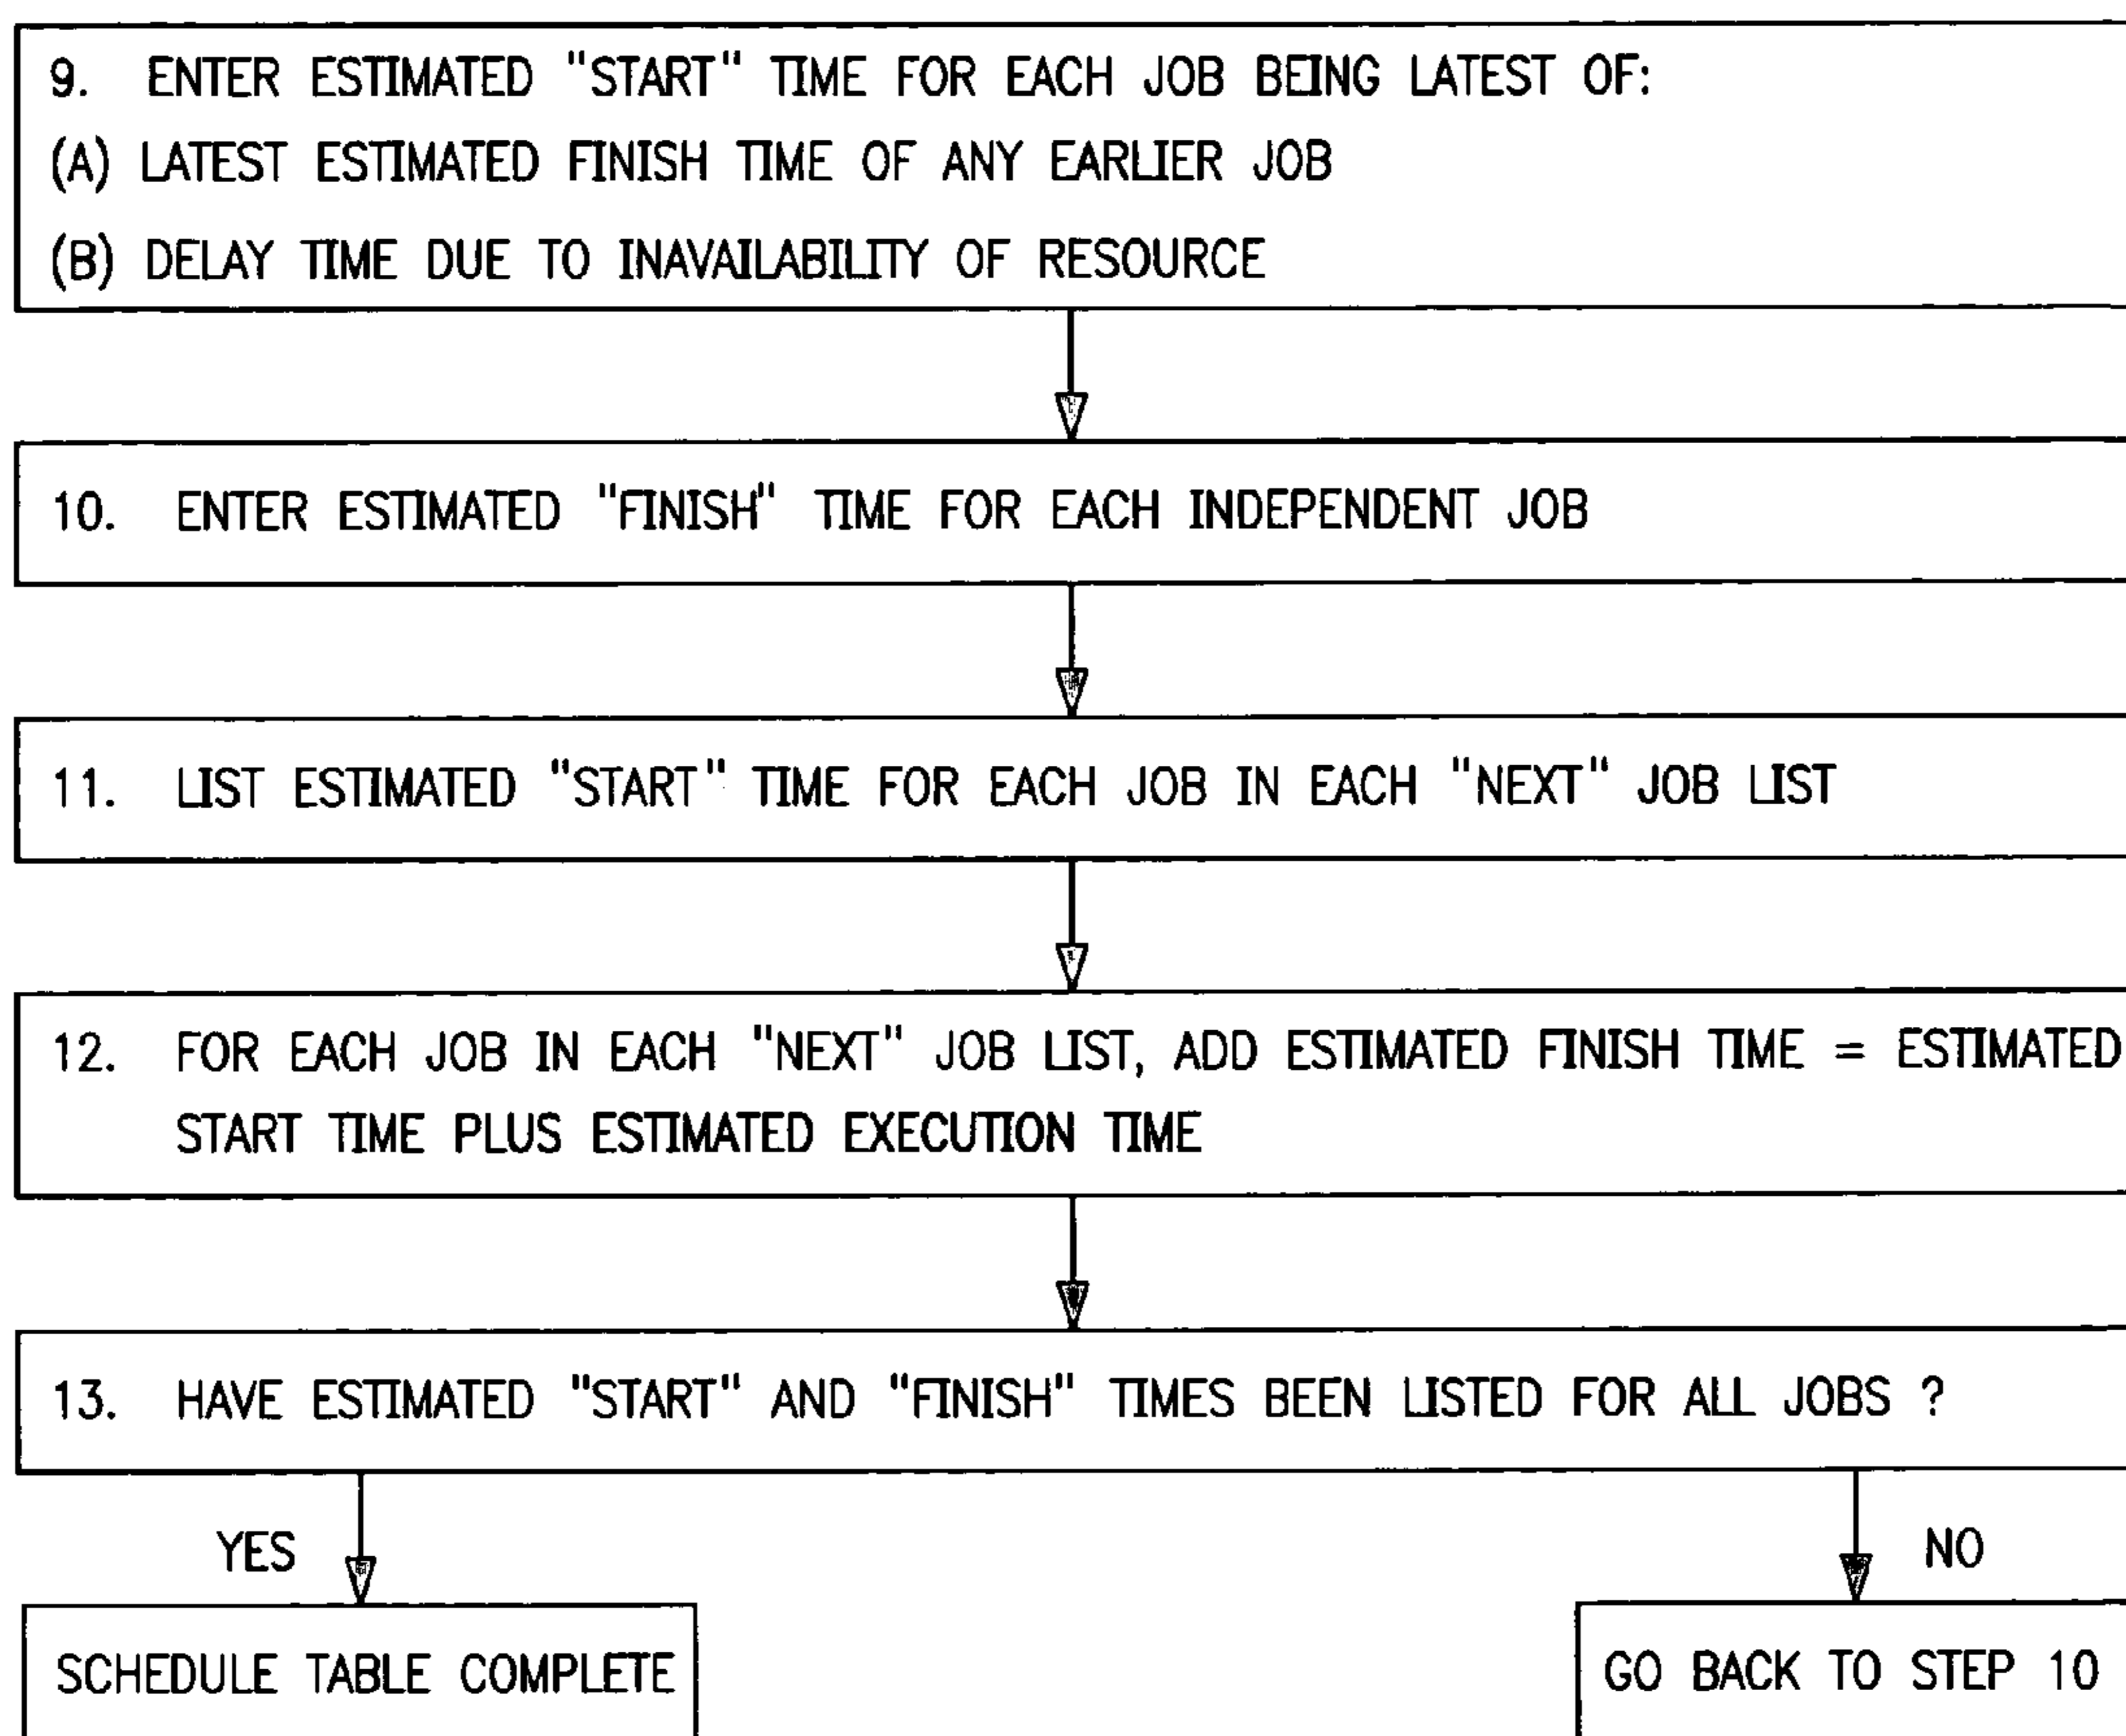 9. ENTER ESTIMATED "START" TIME FOR EACH JOB BEING LATEST OF:
(A) LATEST ESTIMATED FINISH TIME OF ANY EARLIER JOB
(B) DELAY TIME DUE TO INAVAILABILITY OF RESOURCE
10. ENTER ESTIMATED "FINISH" TIME FOR EACH INDEPENDENT JOB
11. LIST ESTIMATED "START" TIME FOR EACH JOB IN EACH "NEXT" JOB LIST
12. FOR EACH JOB IN EACH "NEXT" JOB LIST, ADD ESTIMATED FINISH TIME = ESTIMATED
START TIME PLUS ESTIMATED EXECUTION TIME
13. HAVE ESTIMATED "START" AND "FINISH" TIMES BEEN LISTED FOR ALL JOBS ?
YES
NO
SCHEDULE TABLE COMPLETE
GO BACK TO STEP 10